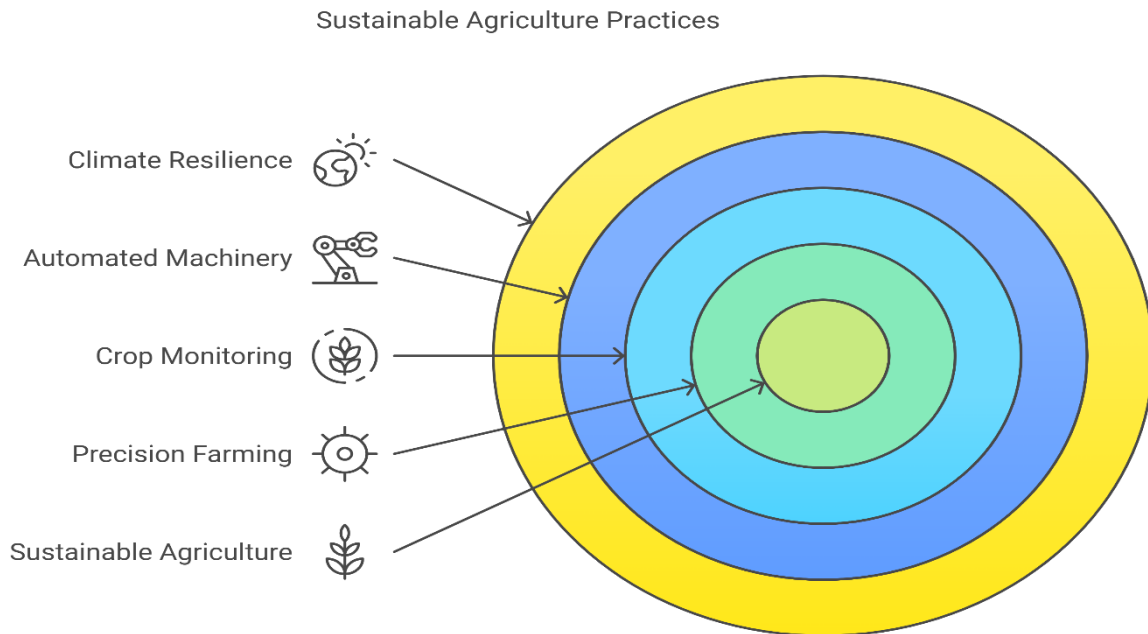 Sustainable Agriculture Practices
Climate Resilience
Automated Machinery
Crop Monitoring
Precision Farming
Sustainable Agriculture